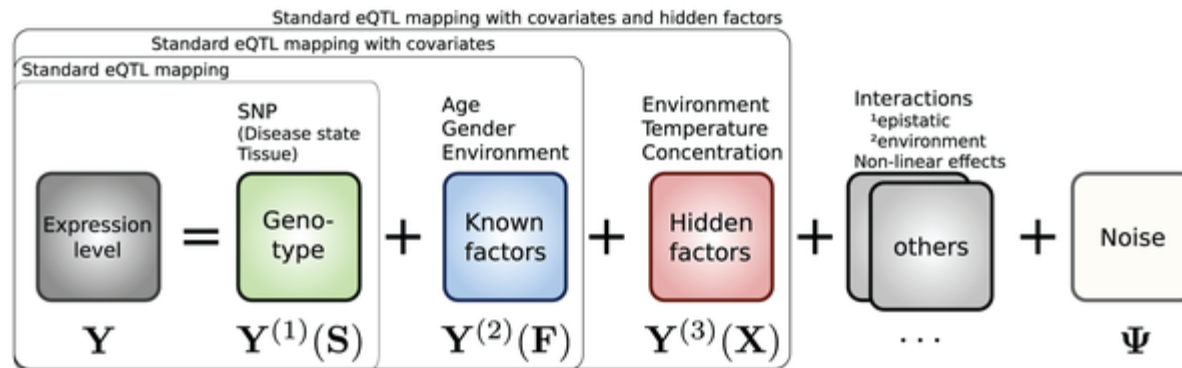 Standard eQTL mapping with covariates and hidden factors
Standard eQTL mapping with covariates
Standard eQTL mapping
SNP
(Disease state
Tissue)
Age
Gender
Environment
Environment
Temperature
Concentration
Interactions
¹epistatic
²environment
Non-linear effects
Expression
level
=
Geno-
type
+
Known
factors
+
Hidden
factors
+
others
+
Noise
Y
Y⁽¹⁾(S)
Y⁽²⁾(F)
Y⁽³⁾(X)
. . .
Ψ